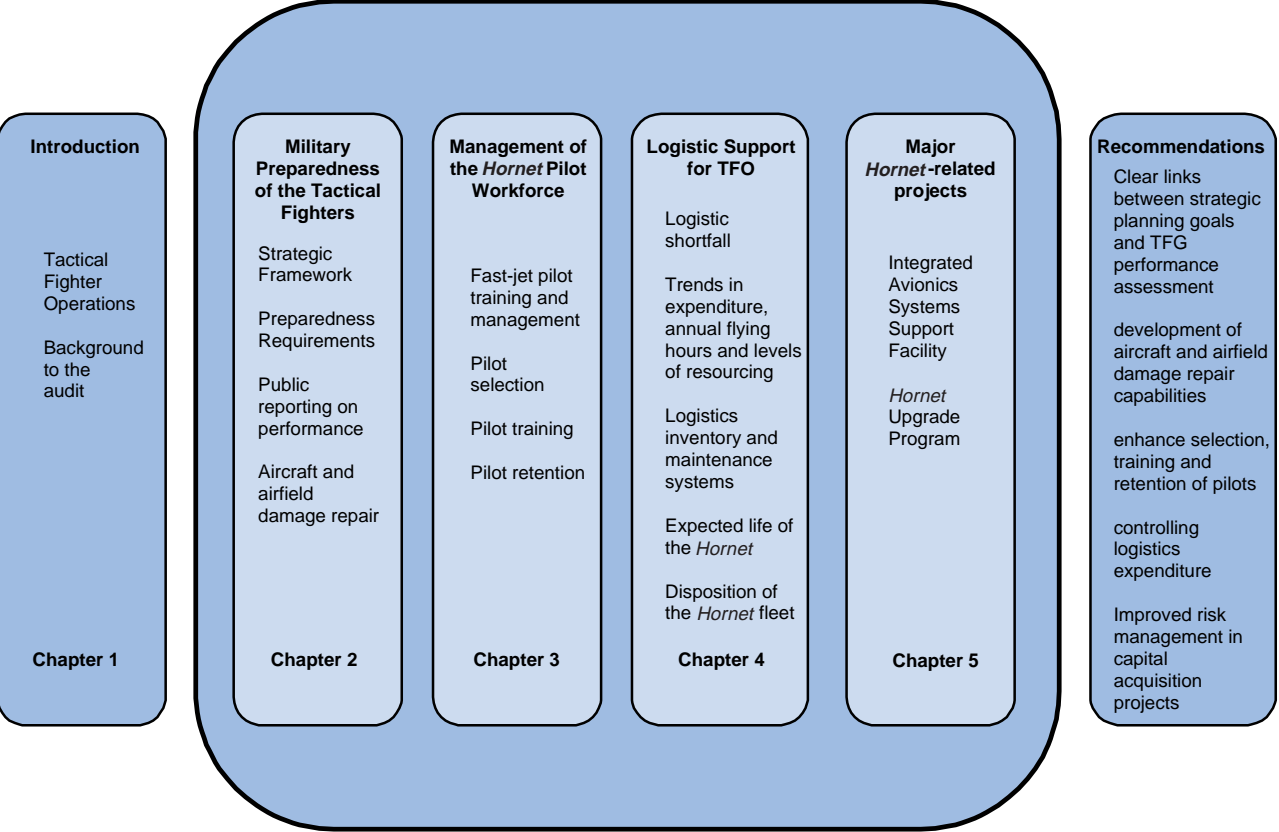 Introduction
Tactical
Fighter
Operations
Background
to the
audit
Chapter 1
Military
Preparedness
of the Tactical
Fighters
Strategic
Framework
Preparedness
Requirements
Public
reporting on
performance
Aircraft and
airfield
damage repair
Chapter 2
Management of
the Hornet Pilot
Workforce
Fast-jet pilot
training and
management
Pilot
selection
Pilot training
Pilot retention
Chapter 3
Logistic Support
for TFO
Logistic
shortfall
Trends in
expenditure,
annual flying
hours and levels
of resourcing
Logistics
inventory and
maintenance
systems
Expected life of
the Hornet
Disposition of
the Hornet fleet
Chapter 4
Major
Hornet-related
projects
Integrated
Avionics
Systems
Support
Facility
Hornet
Upgrade
Program
Chapter 5
Recommendations
Clear links
between strategic
planning goals
and TFG
performance
assessment
development of
aircraft and airfield
damage repair
capabilities
enhance selection,
training and
retention of pilots
controlling
logistics
expenditure
Improved risk
management in
capital
acquisition
projects